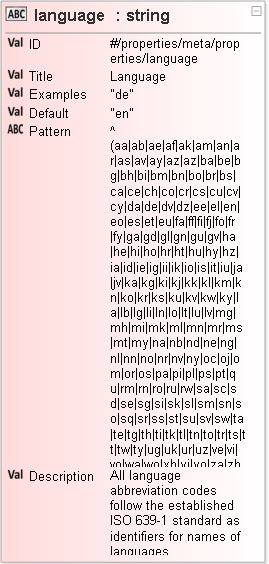 ABC language : string
Val ID #/properties/meta/prop
erties/language
Val Title Language
Val Examples "de"
Val Default "en"
ABC Pattern ^
(aa|ab|ae|af|ak|am|an|a
r|as|av|ay|az|az|ba|be|b
g|bh|bi|bm|bn|bo|br|bs|
ca|ce|ch|co|cr|cs|cu|cv|
cy|da|de|dv|dz|ee|el|en|
eo|es|et|eu|fa|ff|fi|fj|fo|fr
|fy|ga|gd|gl|gn|gu|gv|ha
|he|hi|ho|hr|ht|hu|hy|hz|
ia|id|ie|ig|ii|ik|io|is|it|iu|ja
|jv|ka|kg|ki|kj|kk|kl|km|k
n|ko|kr|ks|ku|kv|kw|ky|l
a|lb|lg|li|ln|lo|lt|lu|lv|mg|
mh|mi|mk|ml|mn|mr|ms
|mt|my|na|nb|nd|ne|ng|
nl|nn|no|nr|nv|ny|oc|oj|o
m|or|os|pa|pi|pl|ps|pt|q
u|rm|rn|ro|ru|rw|sa|sc|s
d|se|sg|si|sk|sl|sm|sn|s
o|sq|sr|ss|st|su|sv|sw|ta
|te|tg|th|ti|tk|tl|tn|to|tr|ts|t
t|tw|ty|ug|uk|ur|uz|ve|vi|
vo|wa|wo|xh|yi|yo|za|zh
Val Description All language
abbreviation codes
follow the established
ISO 639-1 standard as
identifiers for names of
languages